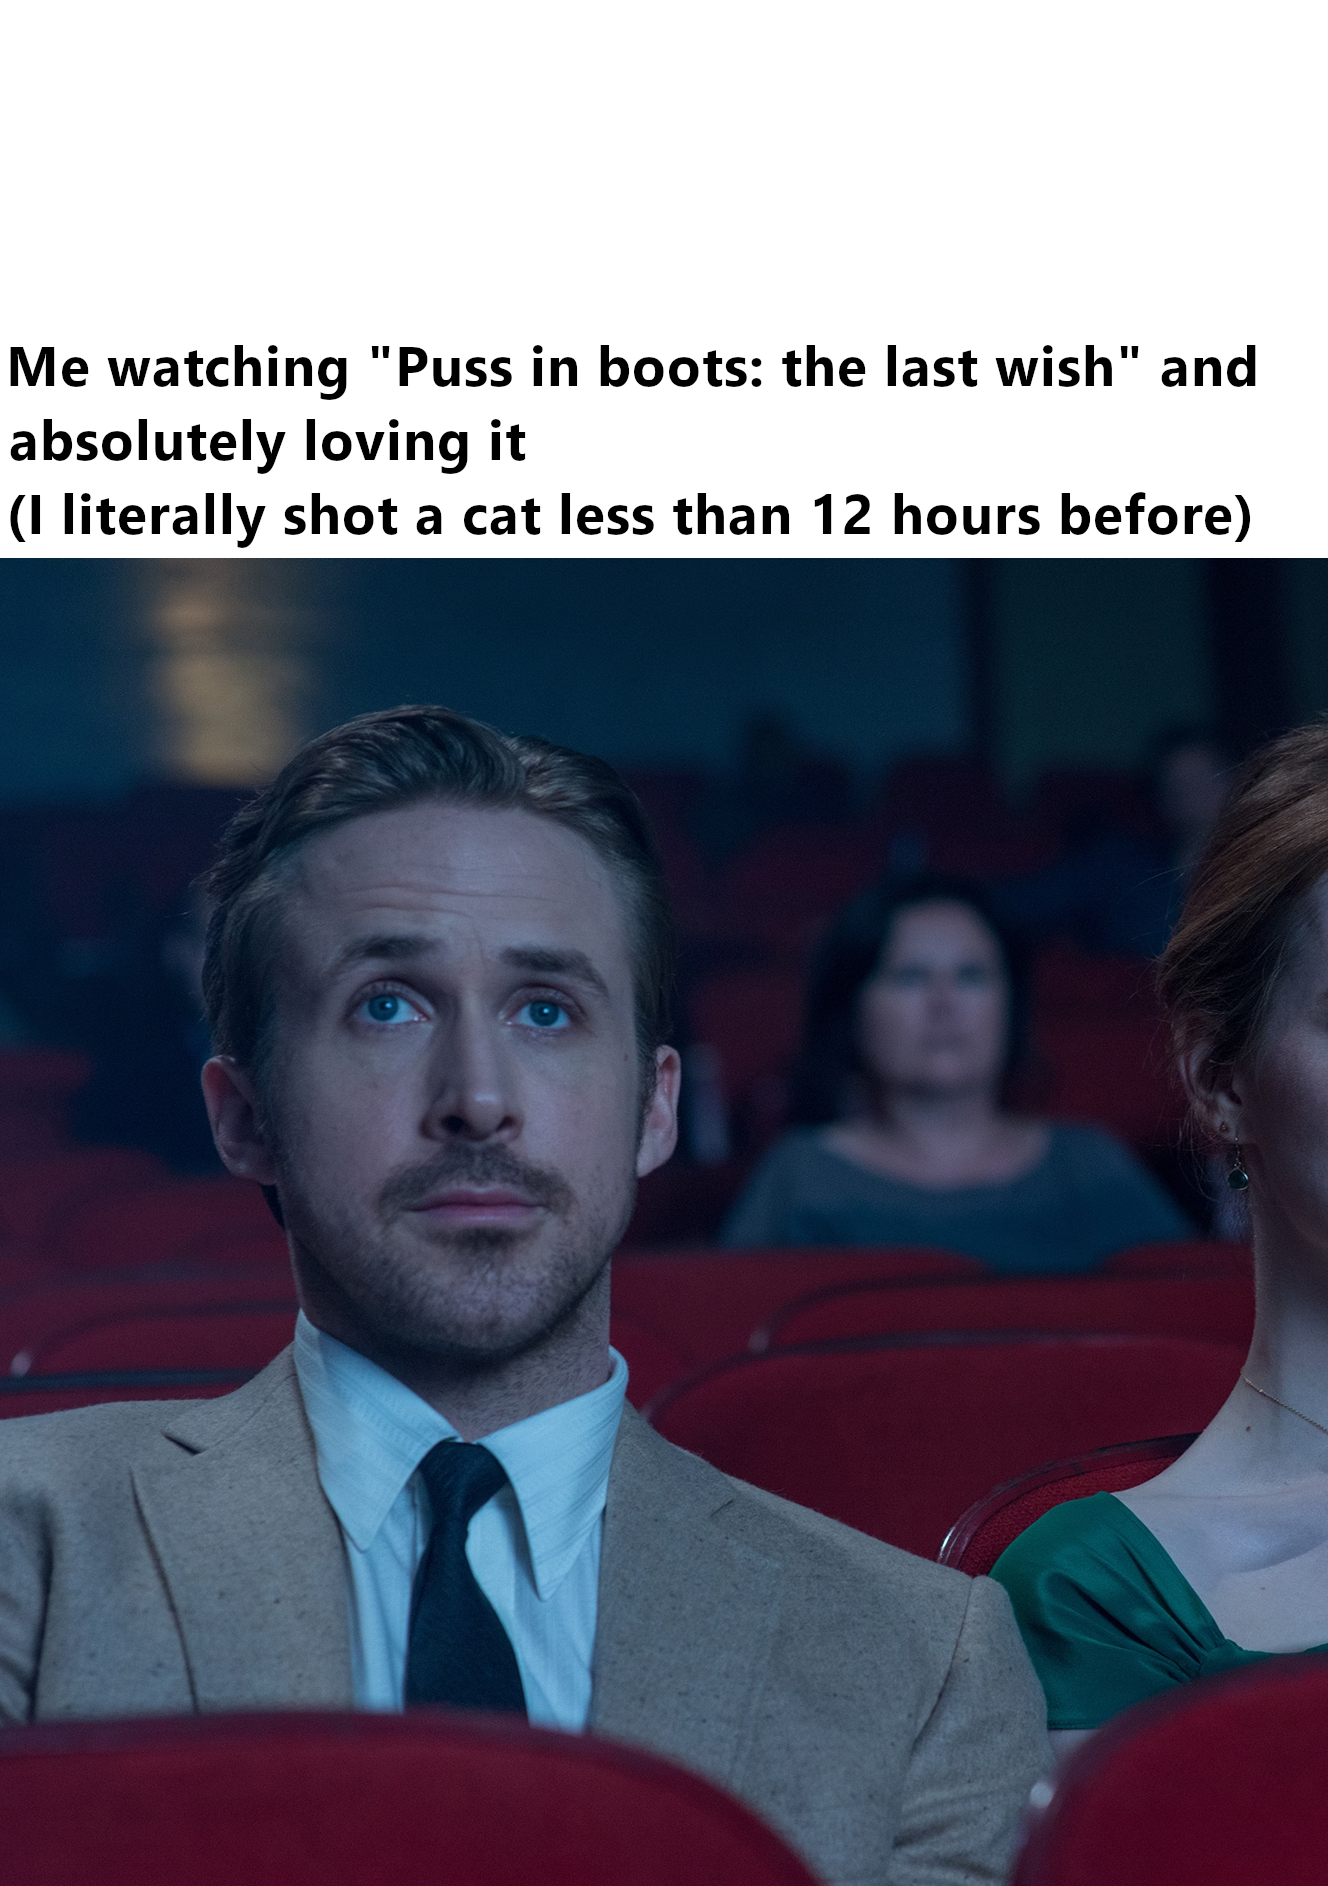 Me watching "Puss in boots: the last wish" and
absolutely loving it
(I literally shot a cat less than 12 hours before)